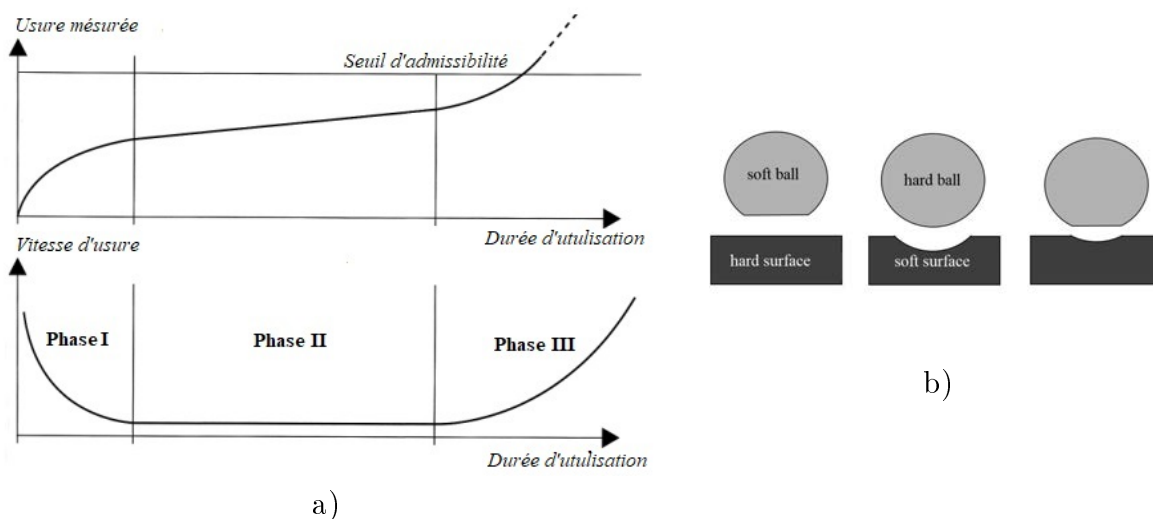 Usure mésurée
Seuil d'admissibilité
Durée d'utulisation
Vitesse d'usure
Phase I
Phase II
Phase III
Durée d'utulisation
a)
soft ball
hard ball
hard surface
soft surface
b)